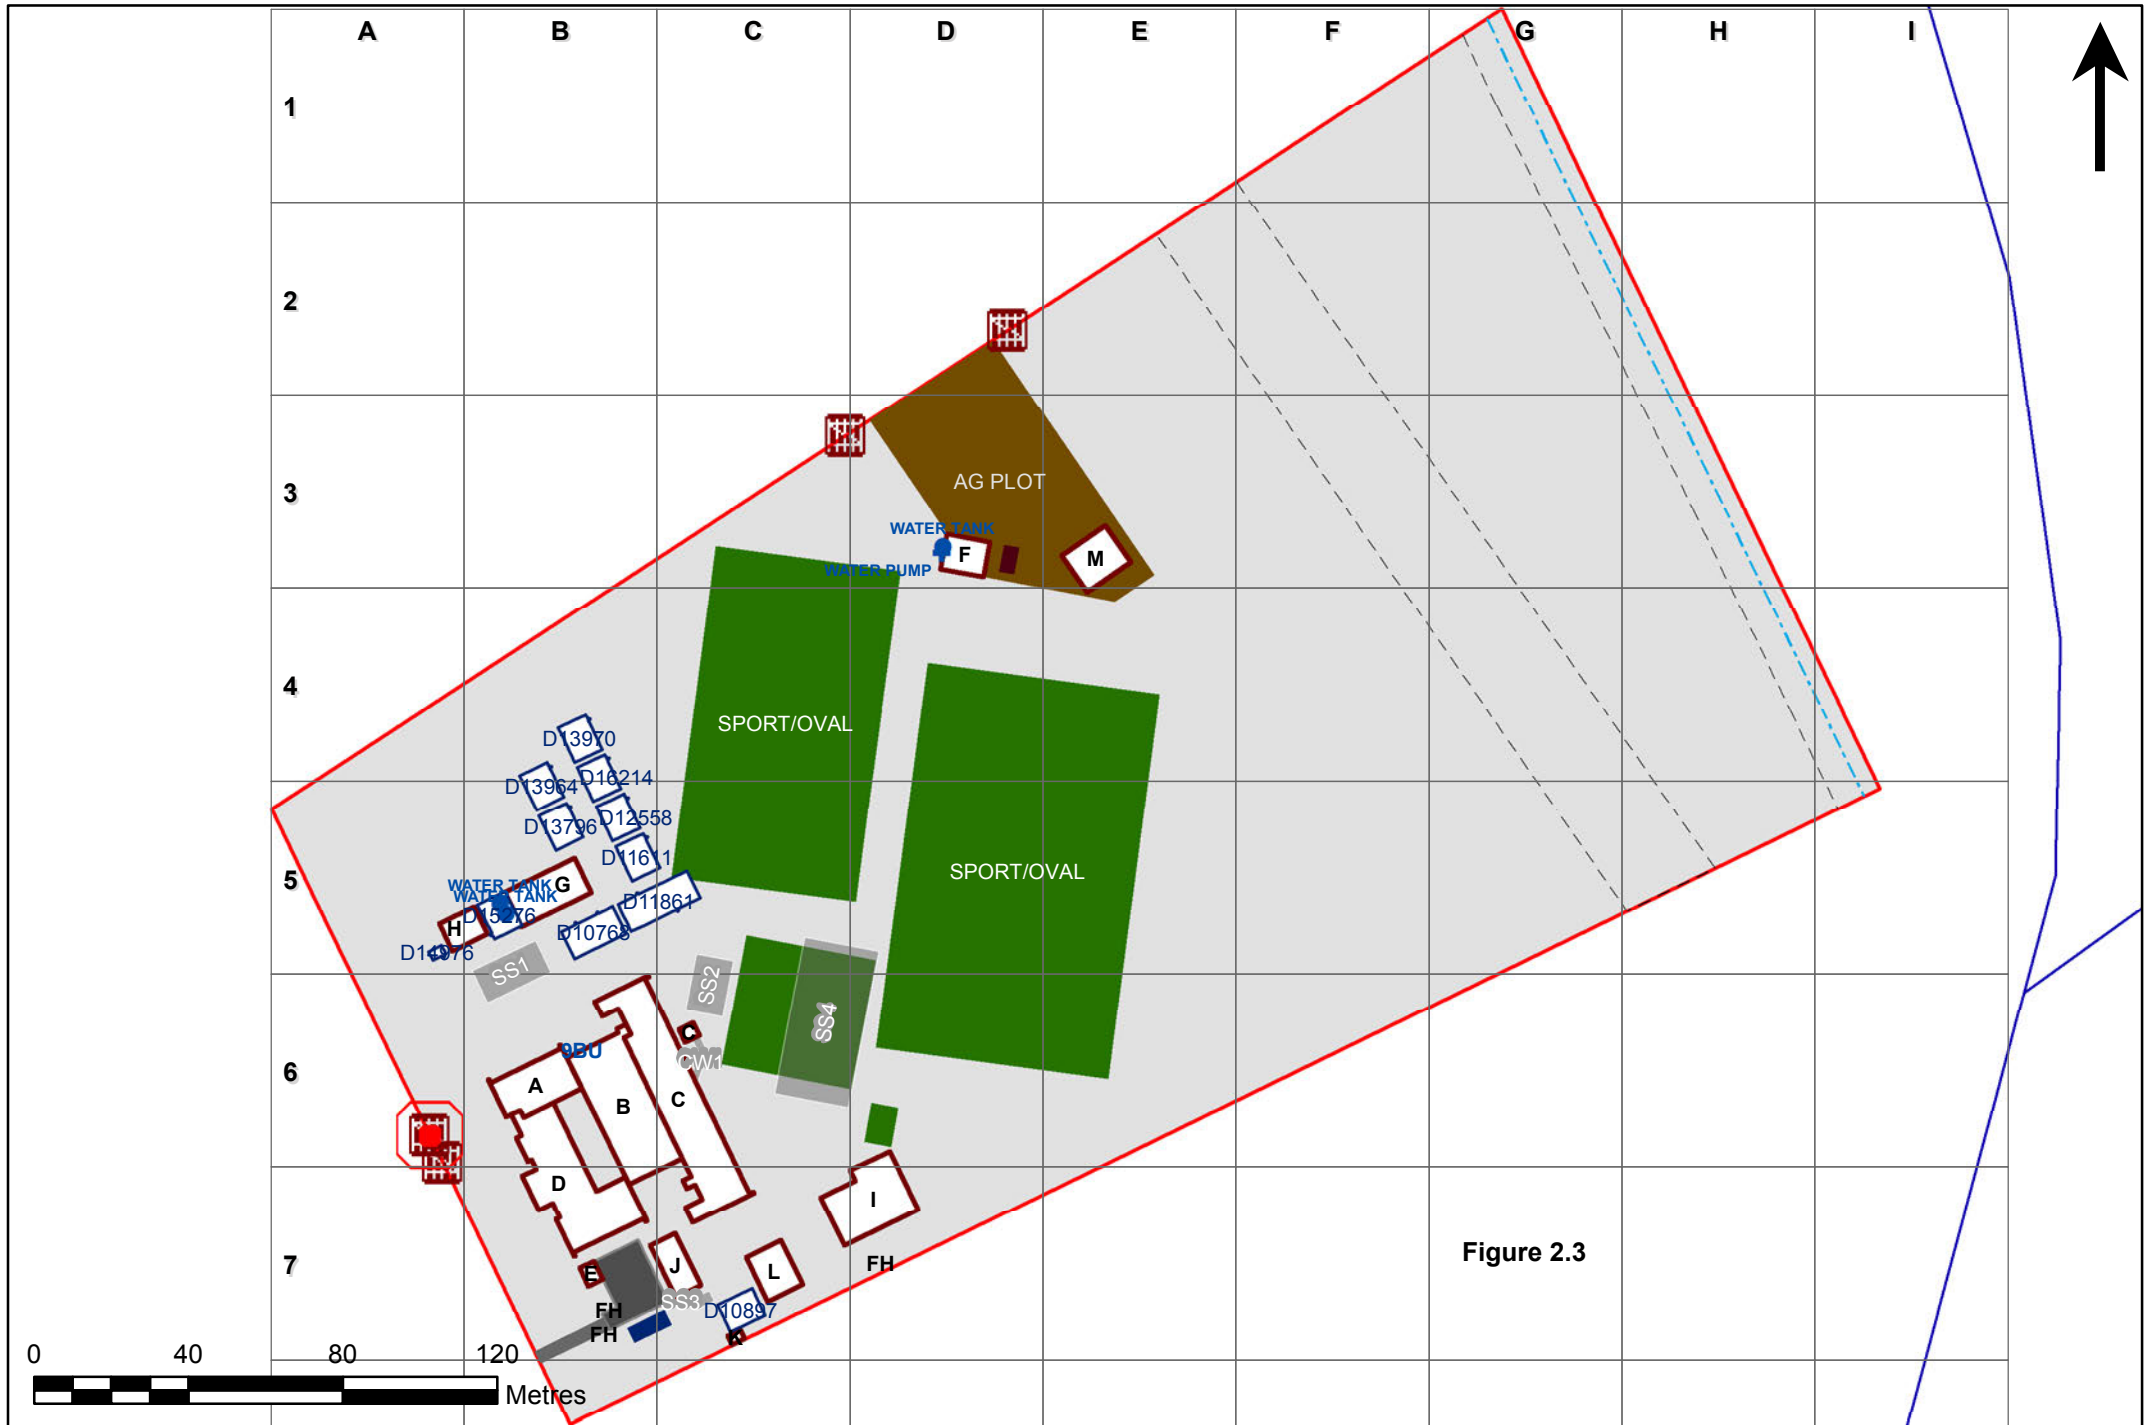 A B C D E F G H I
1
2
3
AG PLOT
WATER TANK
F
M
WATER PUMP
4
SPORT/OVAL
D13970
D16214
D13964
D12558
D13796
D11611
5
SPORT/OVAL
WATER TANK
G
WATER TANK
D11861
D15276
H
D10768
D14976
SS1
SS2
SS4
C
9BU
CW1
6
A
B
C
D
I
7
FH
J
L
E
SS3
FH
D10897
FH
K
Figure 2.3
0 40 80 120
Metres